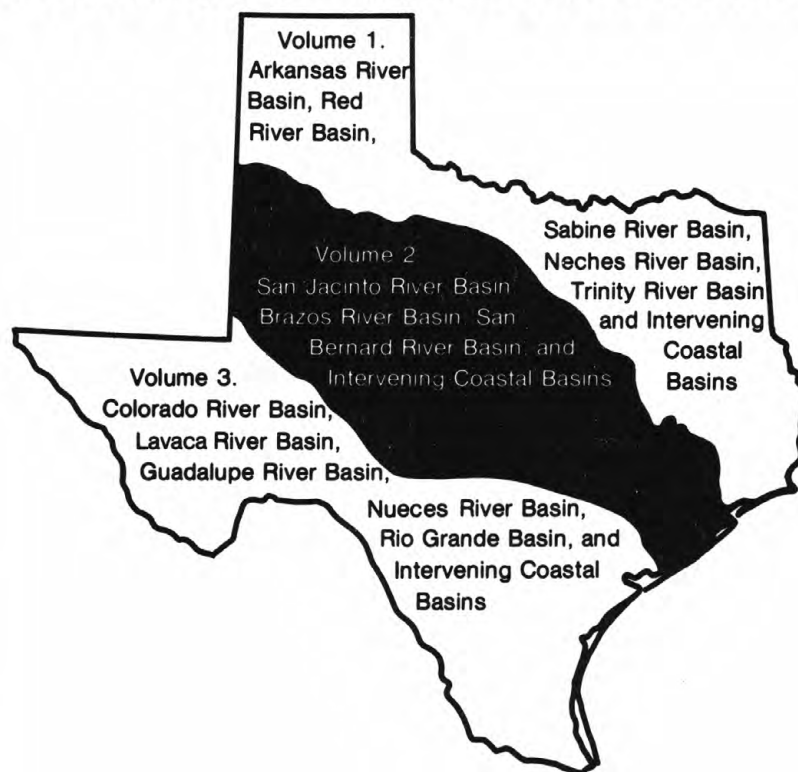 Volume 1.
Arkansas River
Basin, Red
River Basin,
Sabine River Basin,
Neches River Basin,
Trinity River Basin
and Intervening
Coastal
Basins
Volume 2
San Jacinto River Basin
Brazos River Basin San
Bernard River Basin and
Intervening Coastal Basins
Volume 3.
Colorado River Basin,
Lavaca River Basin,
Guadalupe River Basin,
Nueces River Basin,
Rio Grande Basin, and
Intervening Coastal
Basins